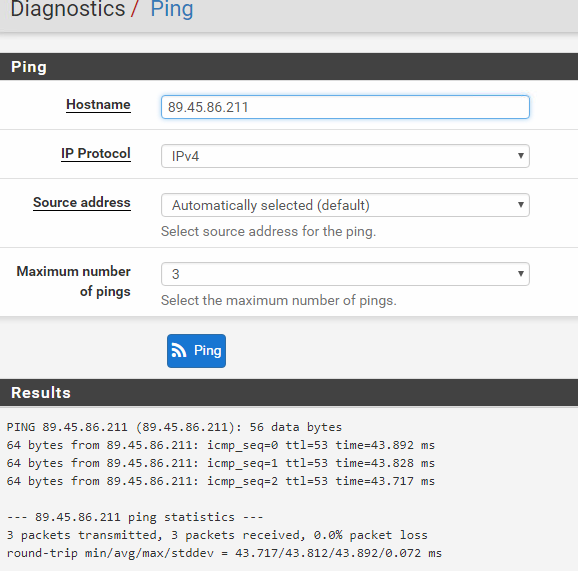 Diagnostics / Ping
Ping
Hostname
89.45.86.211
IP Protocol
IPv4
Source address
Automatically selected (default)
Select source address for the ping.
Maximum number
of pings
3
Select the maximum number of pings.
Ping
Results
PING 89.45.86.211 (89.45.86.211): 56 data bytes
64 bytes from 89.45.86.211: icmp_seq=0 ttl=53 time=43.892 ms
64 bytes from 89.45.86.211: icmp_seq=1 ttl=53 time=43.828 ms
64 bytes from 89.45.86.211: icmp_seq=2 ttl=53 time=43.717 ms
--- 89.45.86.211 ping statistics ---
3 packets transmitted, 3 packets received, 0.0% packet loss
round-trip min/avg/max/stddev = 43.717/43.812/43.892/0.072 ms